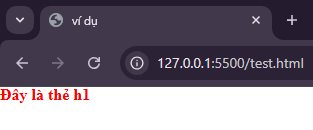 ví dụ
127.0.0.1:5500/test.html
Đây là thẻ h1